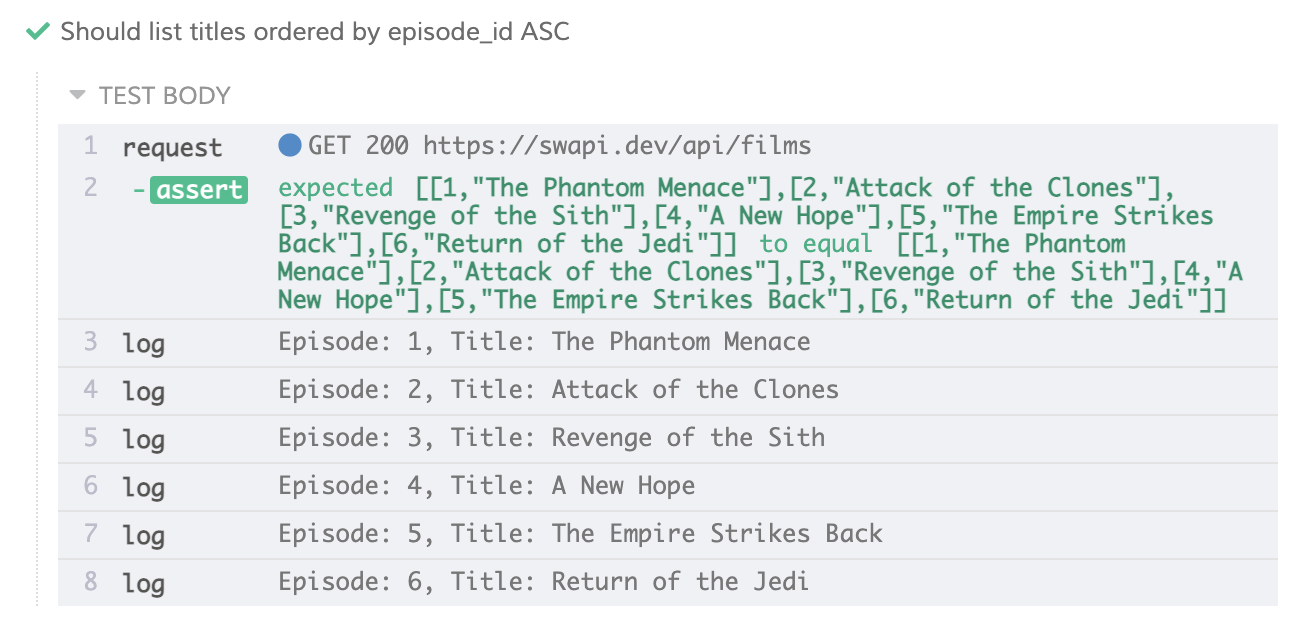 Should list titles ordered by episode_id ASC
TEST BODY
1 request GET 200 https://swapi.dev/api/films
2 -assert expected [[1,"The Phantom Menace"],[2,"Attack of the Clones"],
[3,"Revenge of the Sith"],[4,"A New Hope"],[5,"The Empire Strikes
Back"],[6,"Return of the Jedi"]] to equal [[1,"The Phantom
Menace"],[2,"Attack of the Clones"],[3,"Revenge of the Sith"],[4,"A
New Hope"],[5,"The Empire Strikes Back"],[6,"Return of the Jedi"]]
3 log Episode: 1, Title: The Phantom Menace
4 log Episode: 2, Title: Attack of the Clones
5 log Episode: 3, Title: Revenge of the Sith
6 log Episode: 4, Title: A New Hope
7 log Episode: 5, Title: The Empire Strikes Back
8 log Episode: 6, Title: Return of the Jedi